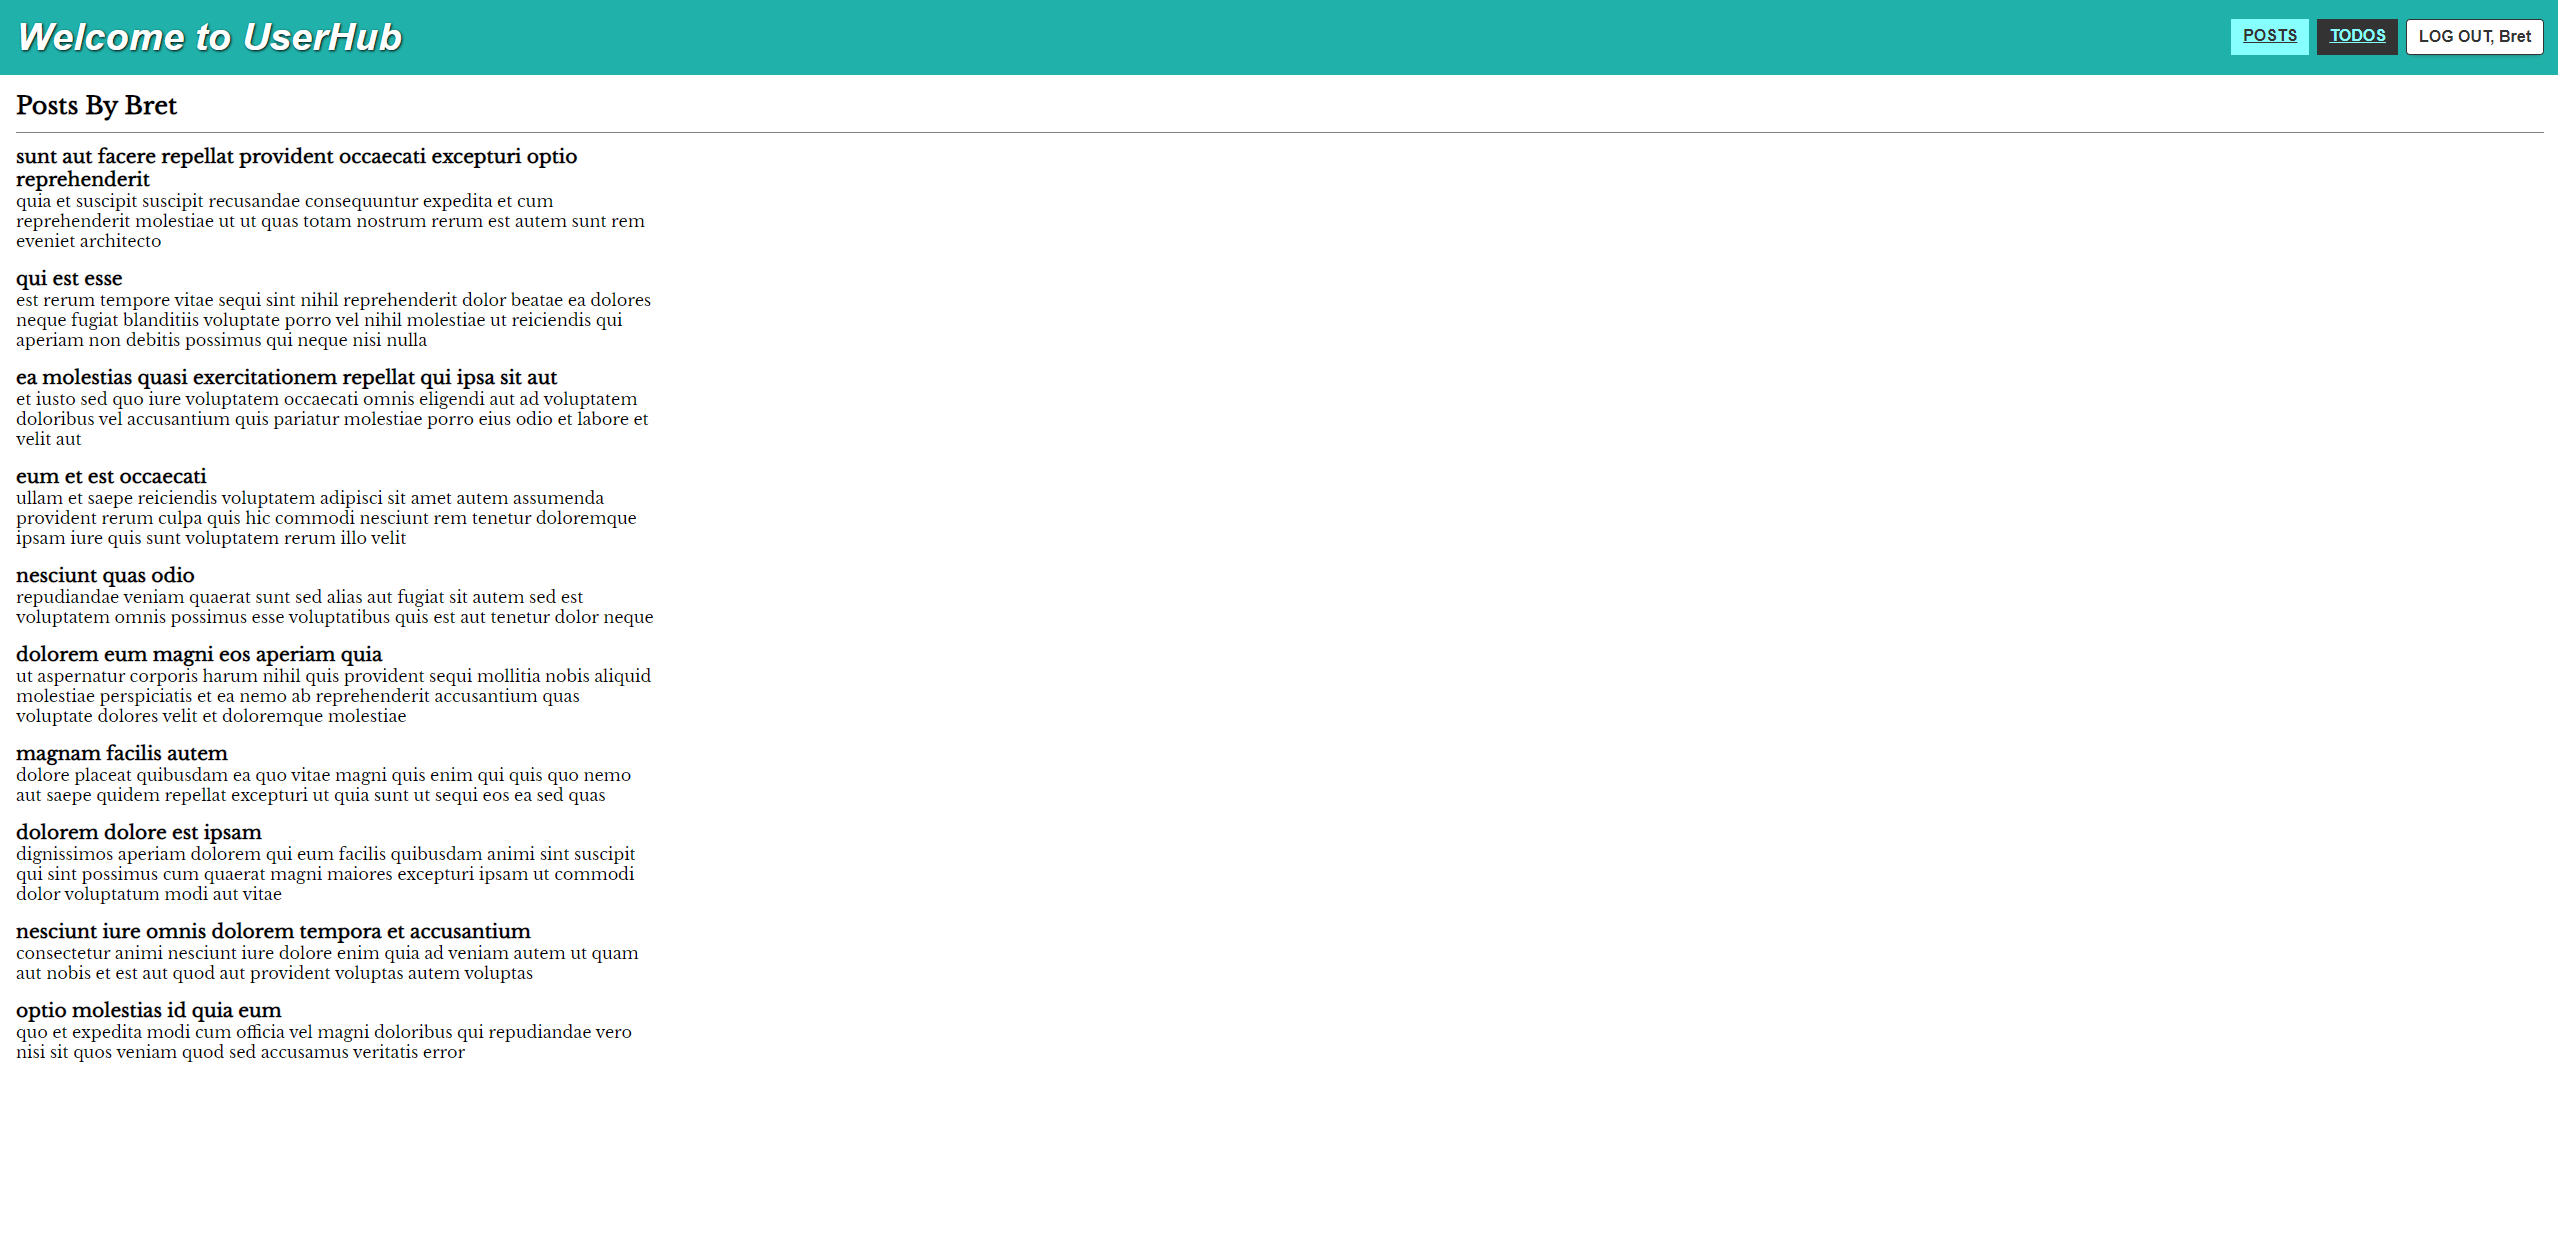 Welcome to UserHub
POSTS
TODOS
LOG OUT, Bret
Posts By Bret
sunt aut facere repellat provident occaecati excepturi optio
reprehenderit
quia et suscipit suscipit recusandae consequuntur expedita et cum
reprehenderit molestiae ut ut quas totam nostrum rerum est autem sunt rem
eveniet architecto
qui est esse
est rerum tempore vitae sequi sint nihil reprehenderit dolor beatae ea dolores
neque fugiat blanditiis voluptate porro vel nihil molestiae ut reiciendis qui
aperiam non debitis possimus qui neque nisi nulla
ea molestias quasi exercitationem repellat qui ipsa sit aut
et iusto sed quo iure voluptatem occaecati omnis eligendi aut ad voluptatem
doloribus vel accusantium quis pariatur molestiae porro eius odio et labore et
velit aut
eum et est occaecati
ullam et saepe reiciendis voluptatem adipisci sit amet autem assumenda
provident rerum culpa quis hic commodi nesciunt rem tenetur doloremque
ipsam iure quis sunt voluptatem rerum illo velit
nesciunt quas odio
repudiandae veniam quaerat sunt sed alias aut fugiat sit autem sed est
voluptatem omnis possimus esse voluptatibus quis est aut tenetur dolor neque
dolorem eum magni eos aperiam quia
ut aspernatur corporis harum nihil quis provident sequi mollitia nobis aliquid
molestiae perspiciatis et ea nemo ab reprehenderit accusantium quas
voluptate dolores velit et doloremque molestiae
magnam facilis autem
dolore placeat quibusdam ea quo vitae magni quis enim qui quis quo nemo
aut saepe quidem repellat excepturi ut quia sunt ut sequi eos ea sed quas
dolorem dolore est ipsam
dignissimos aperiam dolorem qui eum facilis quibusdam animi sint suscipit
qui sint possimus cum quaerat magni maiores excepturi ipsam ut commodi
dolor voluptatum modi aut vitae
nesciunt iure omnis dolorem tempora et accusantium
consectetur animi nesciunt iure dolore enim quia ad veniam autem ut quam
aut nobis et est aut quod aut provident voluptas autem voluptas
optio molestias id quia eum
quo et expedita modi cum officia vel magni doloribus qui repudiandae vero
nisi sit quos veniam quod sed accusamus veritatis error